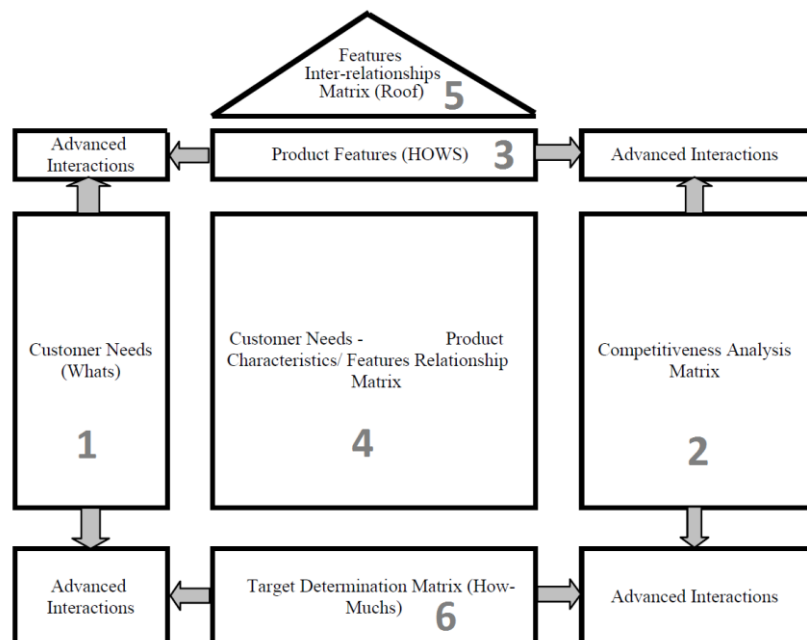 Features
Inter-relationships
Matrix (Roof)
5
Advanced
Interactions
Product Features (HOWS)
3
Advanced Interactions
Customer Needs
(Whats)
1
Customer Needs - Product
Characteristics/ Features Relationship
Matrix
4
Competitiveness Analysis
Matrix
2
Advanced
Interactions
Target Determination Matrix (How-
Muchs)
6
Advanced Interactions